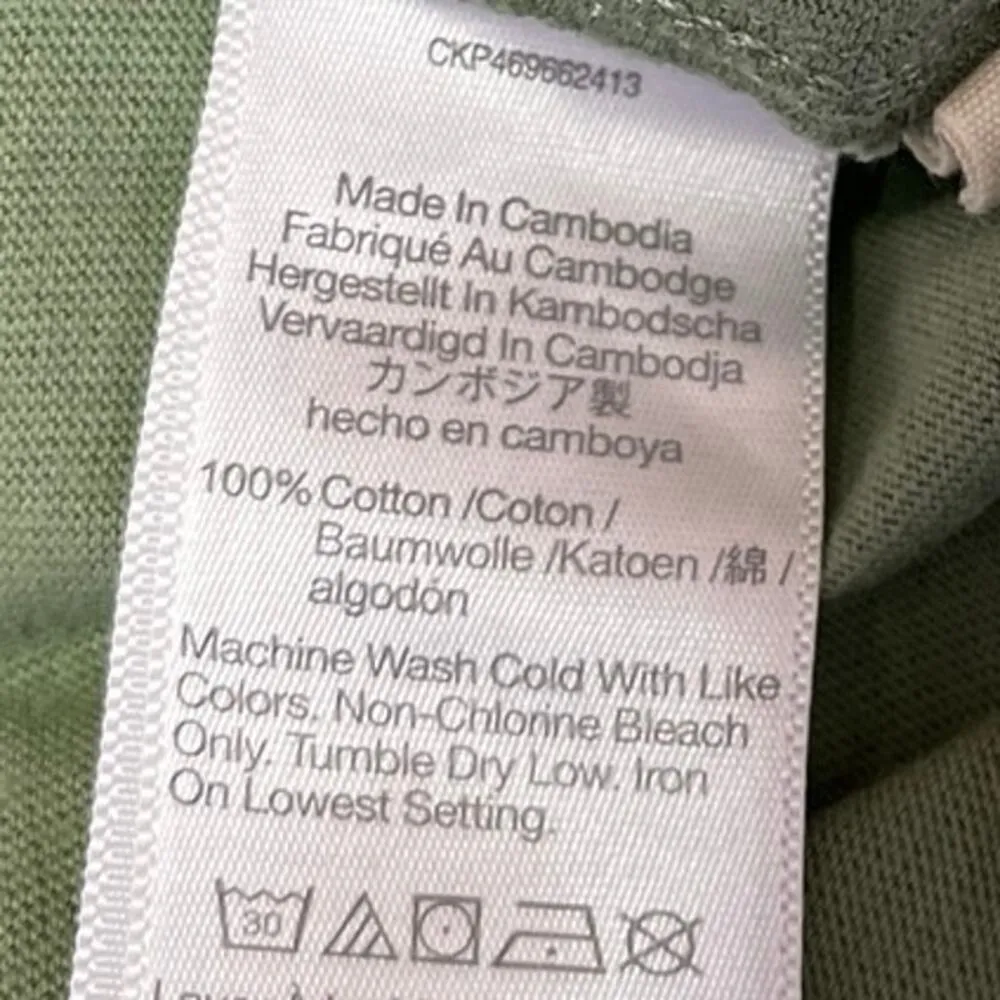 CKP469662413
Made In Cambodia
Fabriqué Au Cambodge
Hergestellt In Kambodscha
Vervaardigd In Cambodja
カンボジア製
hecho en camboya
100% Cotton /Coton /
Baumwolle /Katoen /綿 /
algodón
Machine Wash Cold With Like
Colors. Non-Chlorine Bleach
Only. Tumble Dry Low. Iron
On Lowest Setting.
30